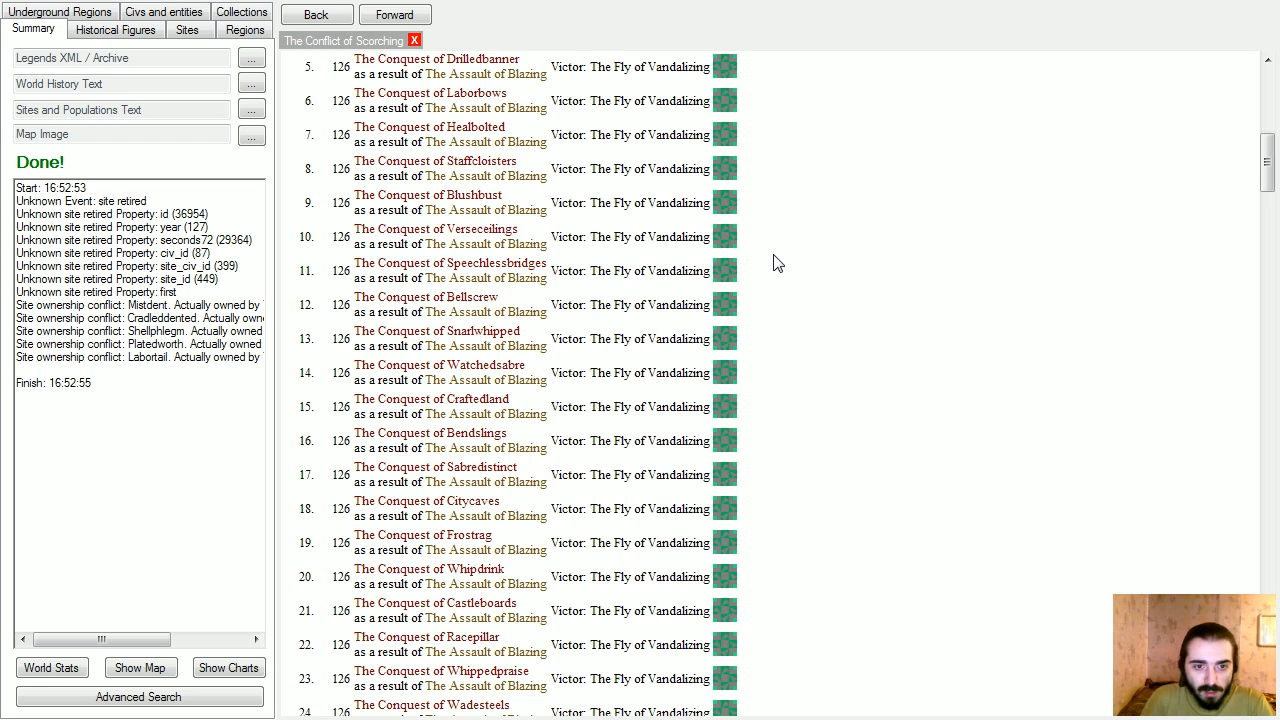 Underground Regions Civs and entities Collections
Summary Historical Figures Sites Regions
Legends XML / Archive ...
orld History Text ...
and Populations Text ...
Map Image ...
Done!
Start: 16:52:53
nknown Event: site retired
nknown site retired Property: id (36954)
nknown site retired Property: year (127)
nknown site retired Property: seconds72 (29364)
nknown site retired Property: civ_id (87)
nknown site retired Property: site_civ_id (399)
nknown site retired Property: site_id (449)
nknown site retired Property: first
ownership conflict: Mistdent. Actually owned by
ownership conflict: Cradledented. Actually owne
ownership conflict: Shellphlegm. Actually owned
ownership conflict: Platedworth. Actually owned
ownership conflict: Labortail. Actually owned by
Finish: 16:52:55
World Stats Show Map Show Charts
Advanced Search
Back Forward
The Conflict of Scorching X
5. 126 The Conquest of Drilledbanner
as a result of The Assault of Blazing Victor: The Fly of Vandalizing
6. 126 The Conquest of Laborbows
as a result of The Assault of Blazing Victor: The Fly of Vandalizing
7. 126 The Conquest of Healbolted
as a result of The Assault of Blazing Victor: The Fly of Vandalizing
8. 126 The Conquest of Staffcloisters
as a result of The Assault of Blazing Victor: The Fly of Vandalizing
9. 126 The Conquest of Blushbust
as a result of The Assault of Blazing Victor: The Fly of Vandalizing
10. 126 The Conquest of Verseceilings
as a result of The Assault of Blazing Victor: The Fly of Vandalizing
11. 126 The Conquest of Speechlessbridges
as a result of The Assault of Blazing Victor: The Fly of Vandalizing
12. 126 The Conquest of Bellscrew
as a result of The Assault of Blazing Victor: The Fly of Vandalizing
13. 126 The Conquest of Snarlwhipped
as a result of The Assault of Blazing Victor: The Fly of Vandalizing
14. 126 The Conquest of Watchedsabre
as a result of The Assault of Blazing Victor: The Fly of Vandalizing
15. 126 The Conquest of Craftedland
as a result of The Assault of Blazing Victor: The Fly of Vandalizing
16. 126 The Conquest of Bendslings
as a result of The Assault of Blazing Victor: The Fly of Vandalizing
17. 126 The Conquest of Sabredistinct
as a result of The Assault of Blazing Victor: The Fly of Vandalizing
18. 126 The Conquest of Citycaves
as a result of The Assault of Blazing Victor: The Fly of Vandalizing
19. 126 The Conquest of Frostrag
as a result of The Assault of Blazing Victor: The Fly of Vandalizing
20. 126 The Conquest of Whipdrink
as a result of The Assault of Blazing Victor: The Fly of Vandalizing
21. 126 The Conquest of Castleboards
as a result of The Assault of Blazing Victor: The Fly of Vandalizing
22. 126 The Conquest of Racepillar
as a result of The Assault of Blazing Victor: The Fly of Vandalizing
23. 126 The Conquest of Whippedpraise
as a result of The Assault of Blazing Victor: The Fly of Vandalizing
24. 126 The Conquest of Wadesteels